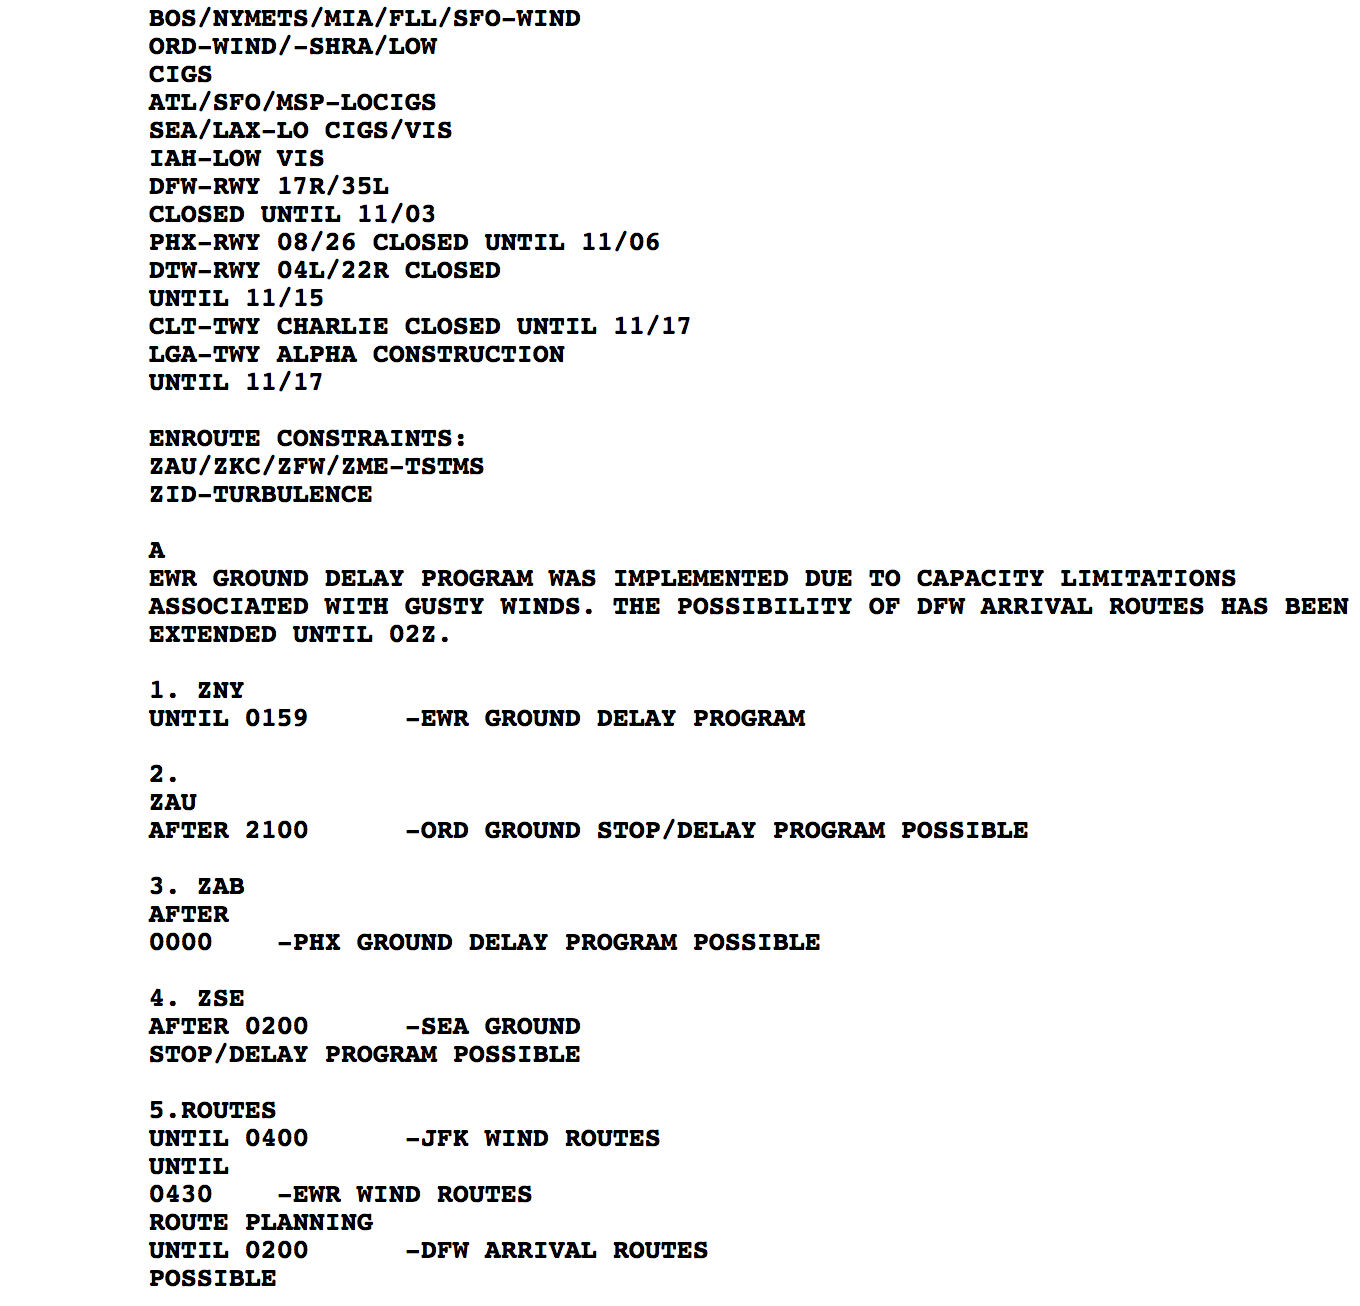 BOS/NYMETS/MIA/FLL/SFO-WIND
ORD-WIND/-SHRA/LOW
CIGS
ATL/SFO/MSP-LOCIGS
SEA/LAX-LO CIGS/VIS
IAH-LOW VIS
DFW-RWY 17R/35L
CLOSED UNTIL 11/03
PHX-RWY 08/26 CLOSED UNTIL 11/06
DTW-RWY 04L/22R CLOSED
UNTIL 11/15
CLT-TWY CHARLIE CLOSED UNTIL 11/17
LGA-TWY ALPHA CONSTRUCTION
UNTIL 11/17

ENROUTE CONSTRAINTS:
ZAU/ZKC/ZFW/ZME-TSTMS
ZID-TURBULENCE

A
EWR GROUND DELAY PROGRAM WAS IMPLEMENTED DUE TO CAPACITY LIMITATIONS
ASSOCIATED WITH GUSTY WINDS. THE POSSIBILITY OF DFW ARRIVAL ROUTES HAS BEEN
EXTENDED UNTIL 02Z.

1. ZNY
UNTIL 0159      -EWR GROUND DELAY PROGRAM

2.
ZAU
AFTER 2100      -ORD GROUND STOP/DELAY PROGRAM POSSIBLE

3. ZAB
AFTER
0000    -PHX GROUND DELAY PROGRAM POSSIBLE

4. ZSE
AFTER 0200      -SEA GROUND
STOP/DELAY PROGRAM POSSIBLE

5.ROUTES
UNTIL 0400      -JFK WIND ROUTES
UNTIL
0430    -EWR WIND ROUTES
ROUTE PLANNING
UNTIL 0200      -DFW ARRIVAL ROUTES
POSSIBLE